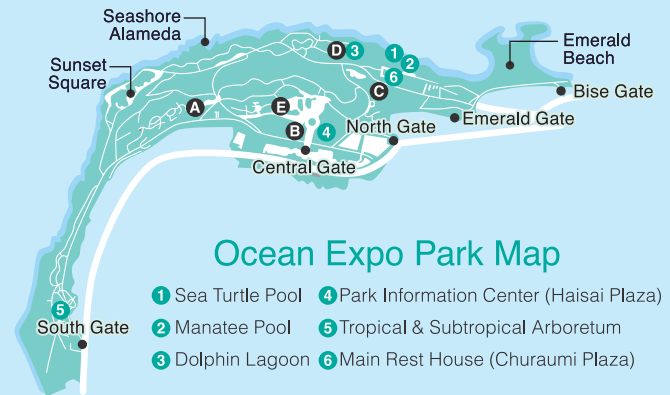 Seashore
Alameda
Sunset
Square
D 3
1
2
6
Emerald
Beach
Bise Gate
C
A
E
B 4
North Gate
Emerald Gate
Central Gate
5
South Gate
Ocean Expo Park Map
1 Sea Turtle Pool
4 Park Information Center (Haisai Plaza)
2 Manatee Pool
5 Tropical & Subtropical Arboretum
3 Dolphin Lagoon
6 Main Rest House (Churaumi Plaza)